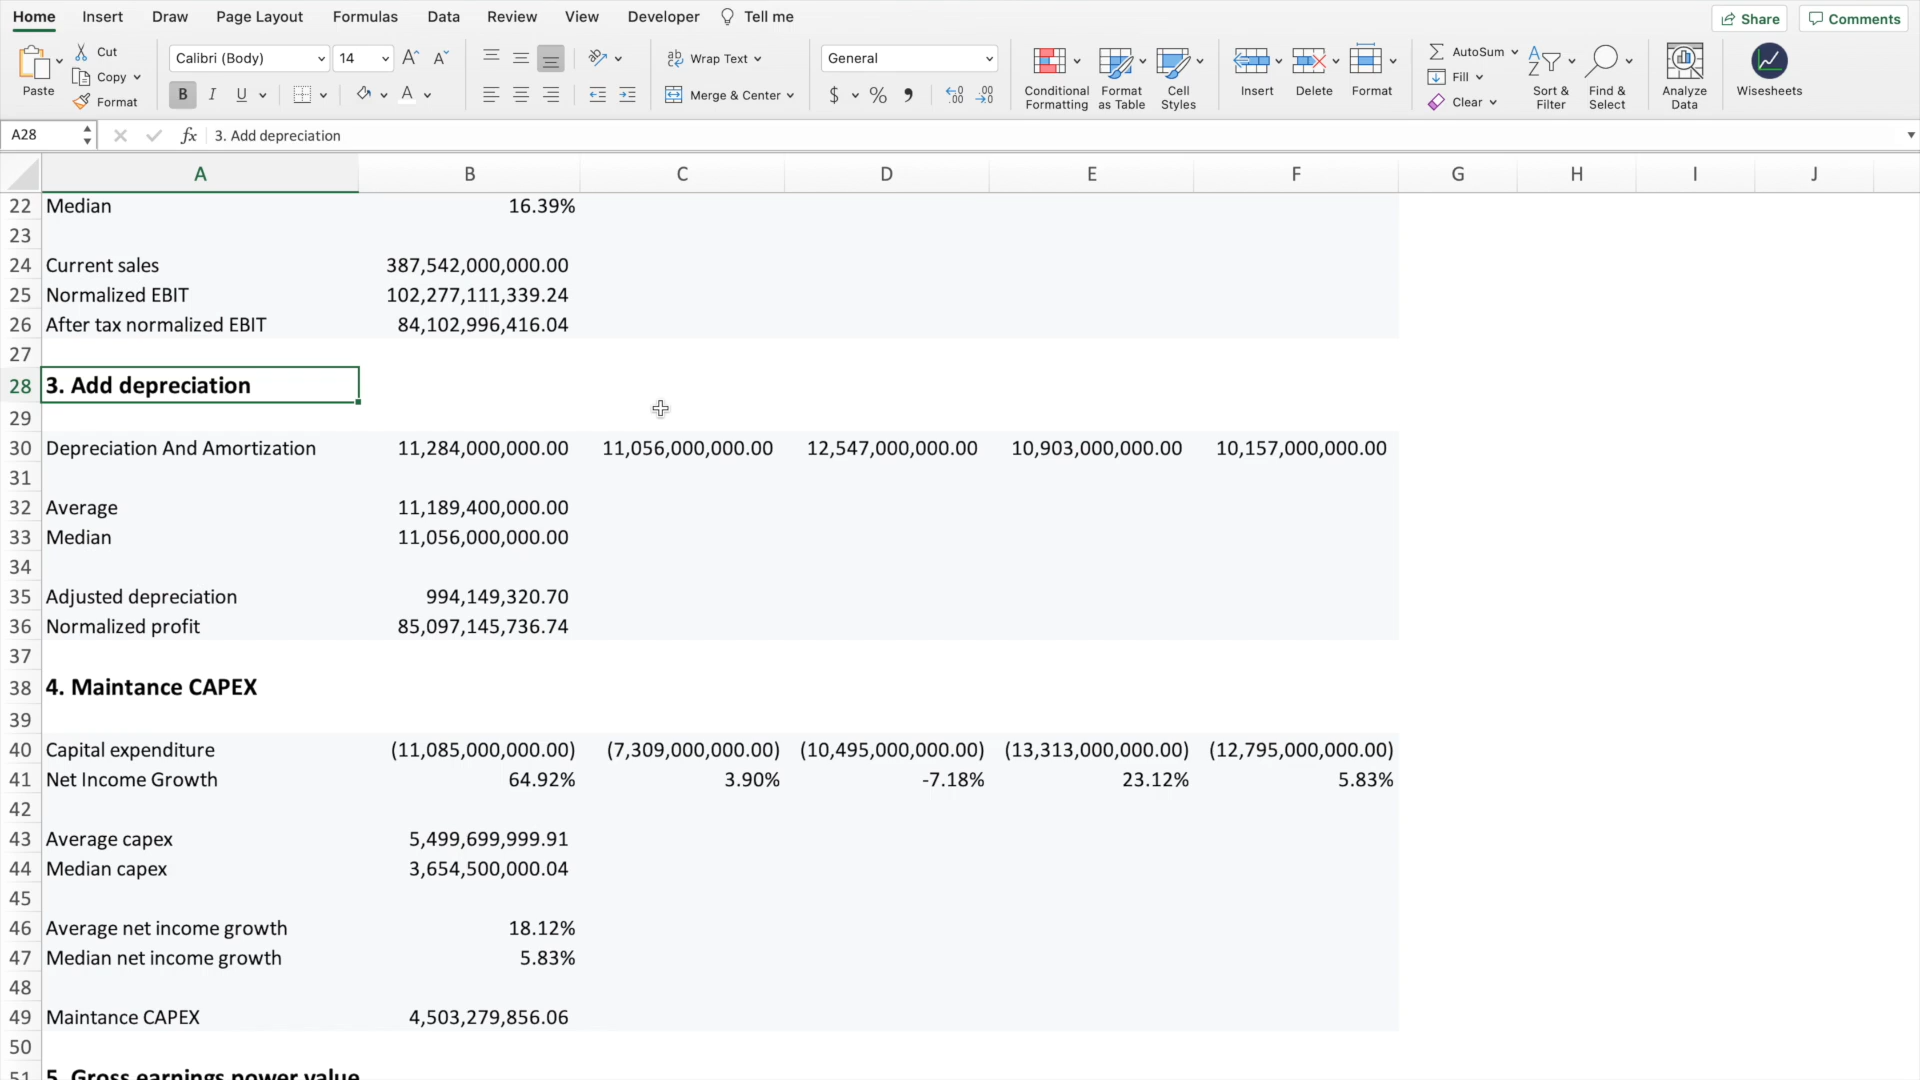 Home Insert Draw Page Layout Formulas Data Review View Developer Tell me Share Comments
Paste Cut Copy Format
Calibri (Body) 14 A A
B I U A
ab Wrap Text
Merge & Center
General
$ % 9 .00 .00
Conditional Formatting
Format as Table
Cell Styles
Insert Delete Format
AutoSum
Fill
Clear
Sort & Filter
Find & Select
Analyze Data
Wisesheets
A28 fx 3. Add depreciation
A B C D E F G H I J
22 Median 16.39%
23
24 Current sales 387,542,000,000.00
25 Normalized EBIT 102,277,111,339.24
26 After tax normalized EBIT 84,102,996,416.04
27
28 3. Add depreciation
29
30 Depreciation And Amortization 11,284,000,000.00 11,056,000,000.00 12,547,000,000.00 10,903,000,000.00 10,157,000,000.00
31
32 Average 11,189,400,000.00
33 Median 11,056,000,000.00
34
35 Adjusted depreciation 994,149,320.70
36 Normalized profit 85,097,145,736.74
37
38 4. Maintance CAPEX
39
40 Capital expenditure (11,085,000,000.00) (7,309,000,000.00) (10,495,000,000.00) (13,313,000,000.00) (12,795,000,000.00)
41 Net Income Growth 64.92% 3.90% -7.18% 23.12% 5.83%
42
43 Average capex 5,499,699,999.91
44 Median capex 3,654,500,000.04
45
46 Average net income growth 18.12%
47 Median net income growth 5.83%
48
49 Maintance CAPEX 4,503,279,856.06
50
51 5. Gross earnings power value